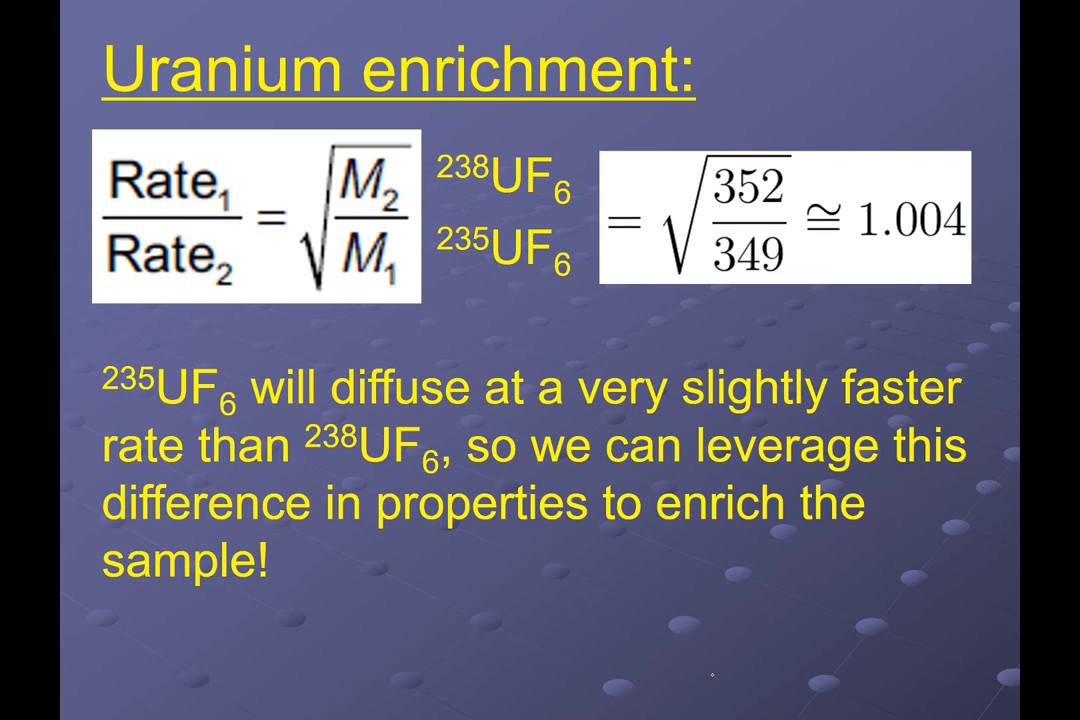 Uranium enrichment:
Rate₁ / Rate₂ = √(M₂ / M₁)
²³⁸UF₆
²³⁵UF₆
= √(352 / 349) ≅ 1.004
²³⁵UF₆ will diffuse at a very slightly faster
rate than ²³⁸UF₆, so we can leverage this
difference in properties to enrich the
sample!